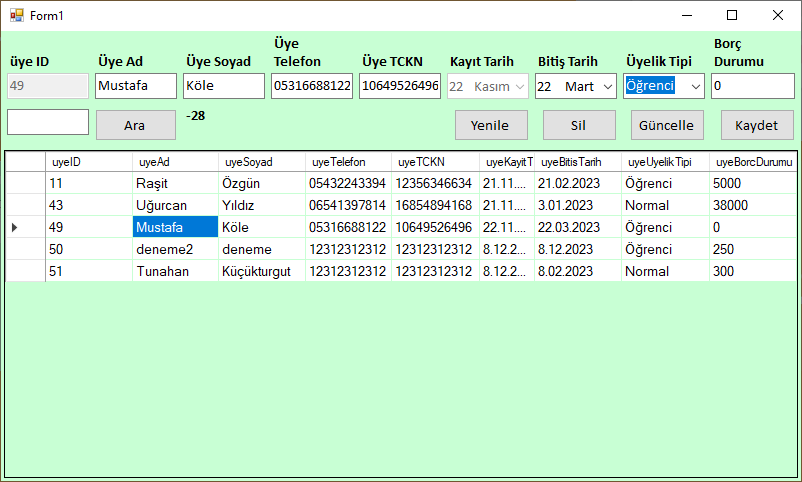 Form1
üye ID Üye Ad Üye Soyad Üye Telefon Üye TCKN Kayıt Tarih Bitiş Tarih Üyelik Tipi Borç Durumu
49 Mustafa Köle 05316688122 10649526496 22 Kasım 22 Mart Öğrenci 0
Ara -28 Yenile Sil Güncelle Kaydet
uyeID uyeAd uyeSoyad uyeTelefon uyeTCKN uyeKayitT uyeBitisTarih uyeUyelikTipi uyeBorcDurumu
11 Raşit Özgün 05432243394 12356346634 21.11.... 21.02.2023 Öğrenci 5000
43 Uğurcan Yıldız 06541397814 16854894168 21.11.... 3.01.2023 Normal 38000
49 Mustafa Köle 05316688122 10649526496 22.11.... 22.03.2023 Öğrenci 0
50 deneme2 deneme 12312312312 12312312312 8.12.2... 8.12.2023 Öğrenci 250
51 Tunahan Küçükturgut 12312312312 12312312312 8.12.2... 8.02.2023 Normal 300